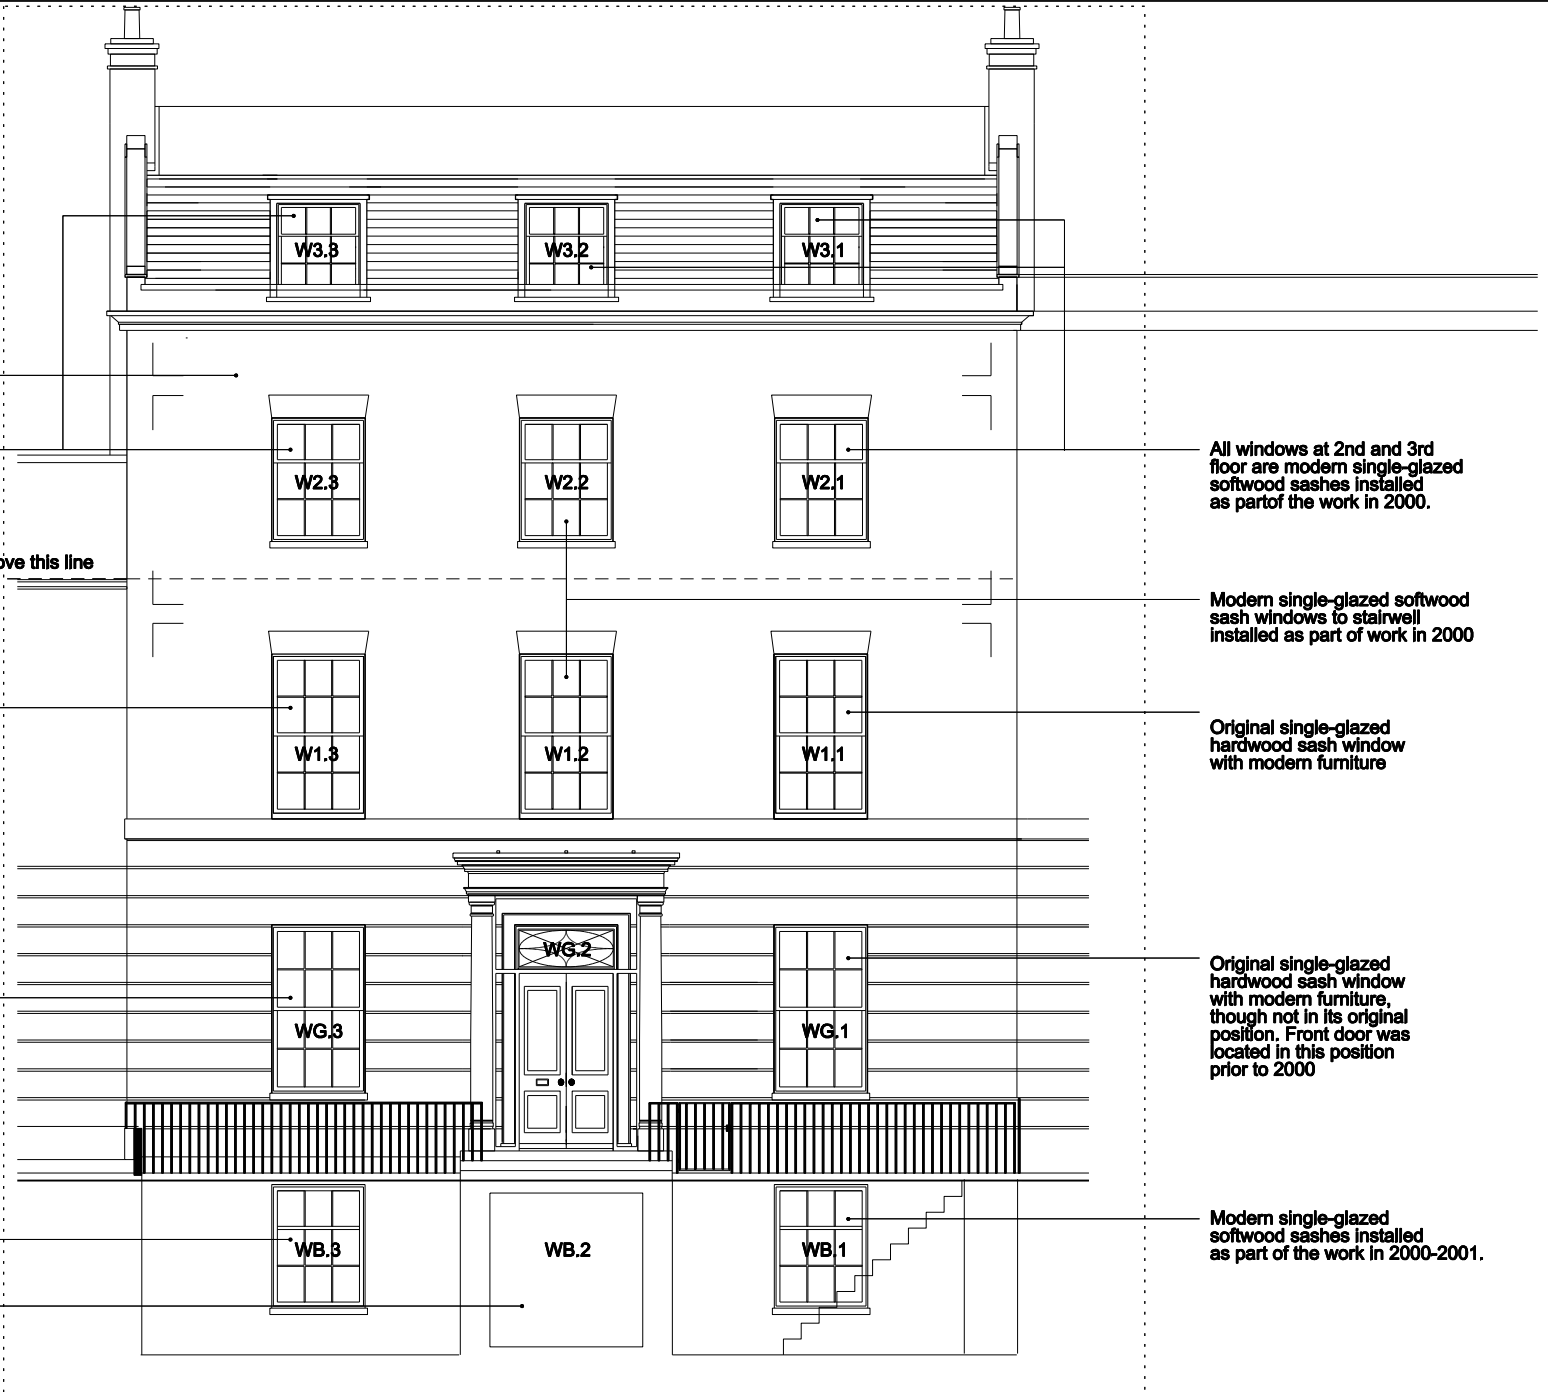 W3.3
W3.2
W3.1
W2.3
W2.2
W2.1
All windows at 2nd and 3rd
floor are modern single-glazed
softwood sashes installed
as partof the work in 2000.
this line
Modern single-glazed softwood
sash windows to stairwell
installed as part of work in 2000
W1.3
W1.2
W1.1
Original single-glazed
hardwood sash window
with modern furniture
WG.2
WG.3
WG.1
Original single-glazed
hardwood sash window
with modern furniture,
though not in its original
position. Front door was
located in this position
prior to 2000
WB.3
WB.2
WB.1
Modern single-glazed
softwood sashes installed
as part of the work in 2000-2001.